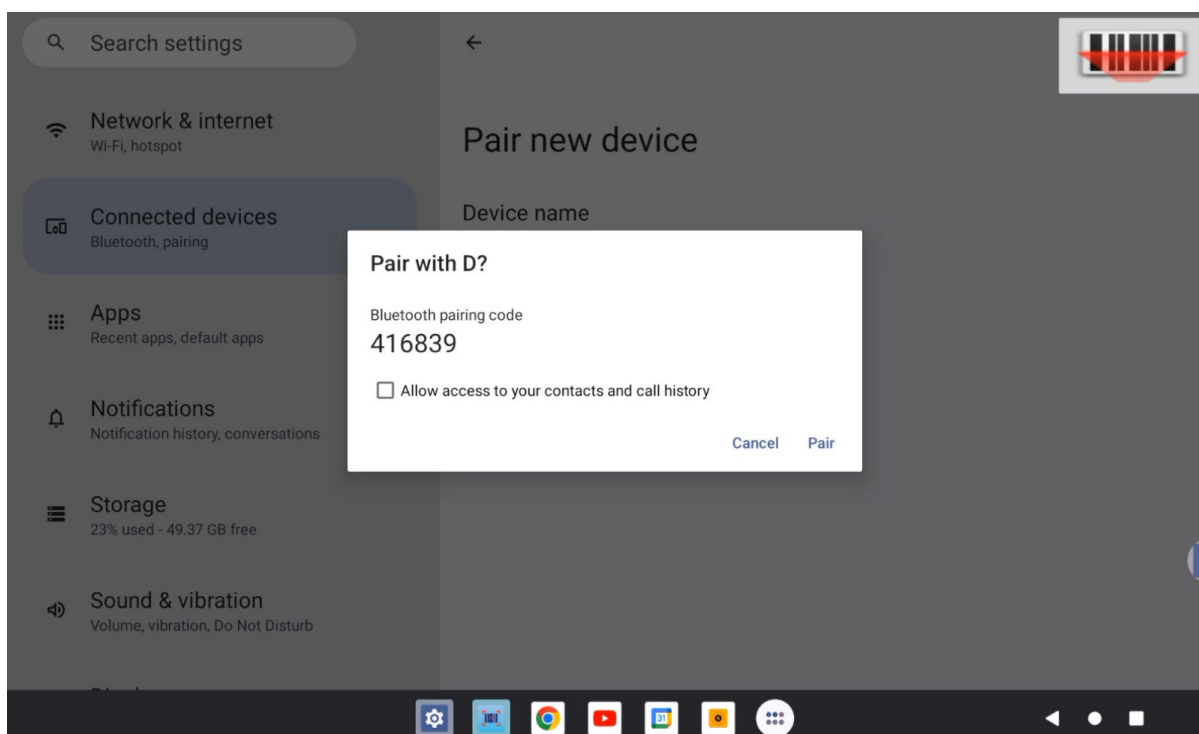 Search settings
Network & internet
Wi-Fi, hotspot
Connected devices
Bluetooth, pairing
Apps
Recent apps, default apps
Notifications
Notification history, conversations
Storage
23% used - 49.37 GB free
Sound & vibration
Volume, vibration, Do Not Disturb
Pair new device
Device name
Pair with D?
Bluetooth pairing code
416839
Allow access to your contacts and call history
Cancel Pair
31